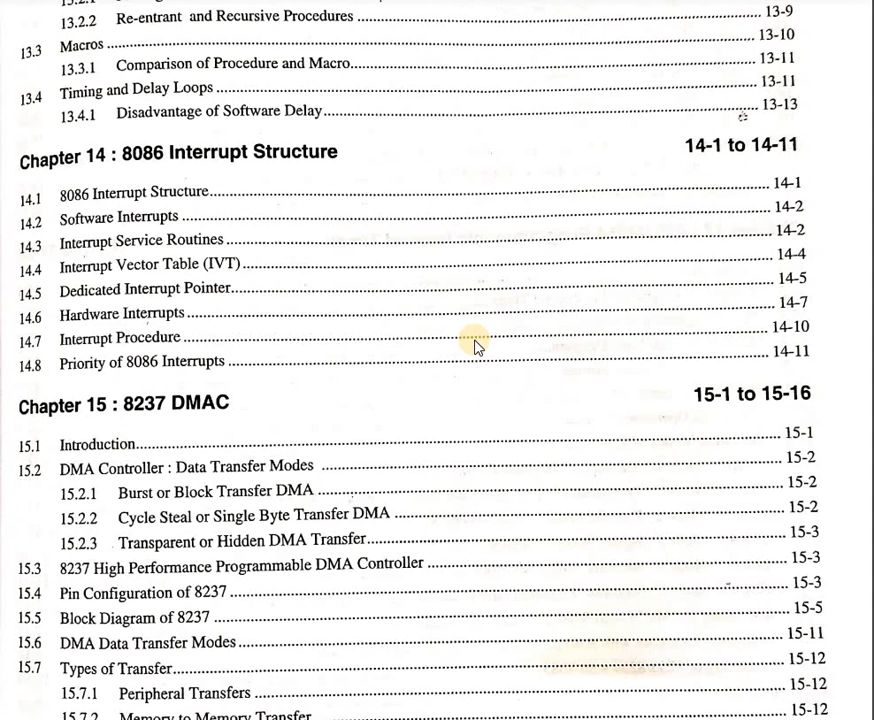 13.2.2 Re-entrant and Recursive Procedures ... 13-9
13.3 Macros ... 13-10
13.3.1 Comparison of Procedure and Macro... 13-11
13.4 Timing and Delay Loops ... 13-11
13.4.1 Disadvantage of Software Delay... 13-13
Chapter 14 : 8086 Interrupt Structure 14-1 to 14-11
14.1 8086 Interrupt Structure... 14-1
14.2 Software Interrupts ... 14-2
14.3 Interrupt Service Routines ... 14-2
14.4 Interrupt Vector Table (IVT)... 14-4
14.5 Dedicated Interrupt Pointer... 14-5
14.6 Hardware Interrupts... 14-7
14.7 Interrupt Procedure ... 14-10
14.8 Priority of 8086 Interrupts ... 14-11
Chapter 15 : 8237 DMAC 15-1 to 15-16
15.1 Introduction... 15-1
15.2 DMA Controller : Data Transfer Modes ... 15-2
15.2.1 Burst or Block Transfer DMA ... 15-2
15.2.2 Cycle Steal or Single Byte Transfer DMA ... 15-2
15.2.3 Transparent or Hidden DMA Transfer... 15-3
15.3 8237 High Performance Programmable DMA Controller ... 15-3
15.4 Pin Configuration of 8237 ... 15-3
15.5 Block Diagram of 8237 ... 15-5
15.6 DMA Data Transfer Modes... 15-11
15.7 Types of Transfer... 15-12
15.7.1 Peripheral Transfers ... 15-12
15.7.2 Memory to Memory Transfer ... 15-12